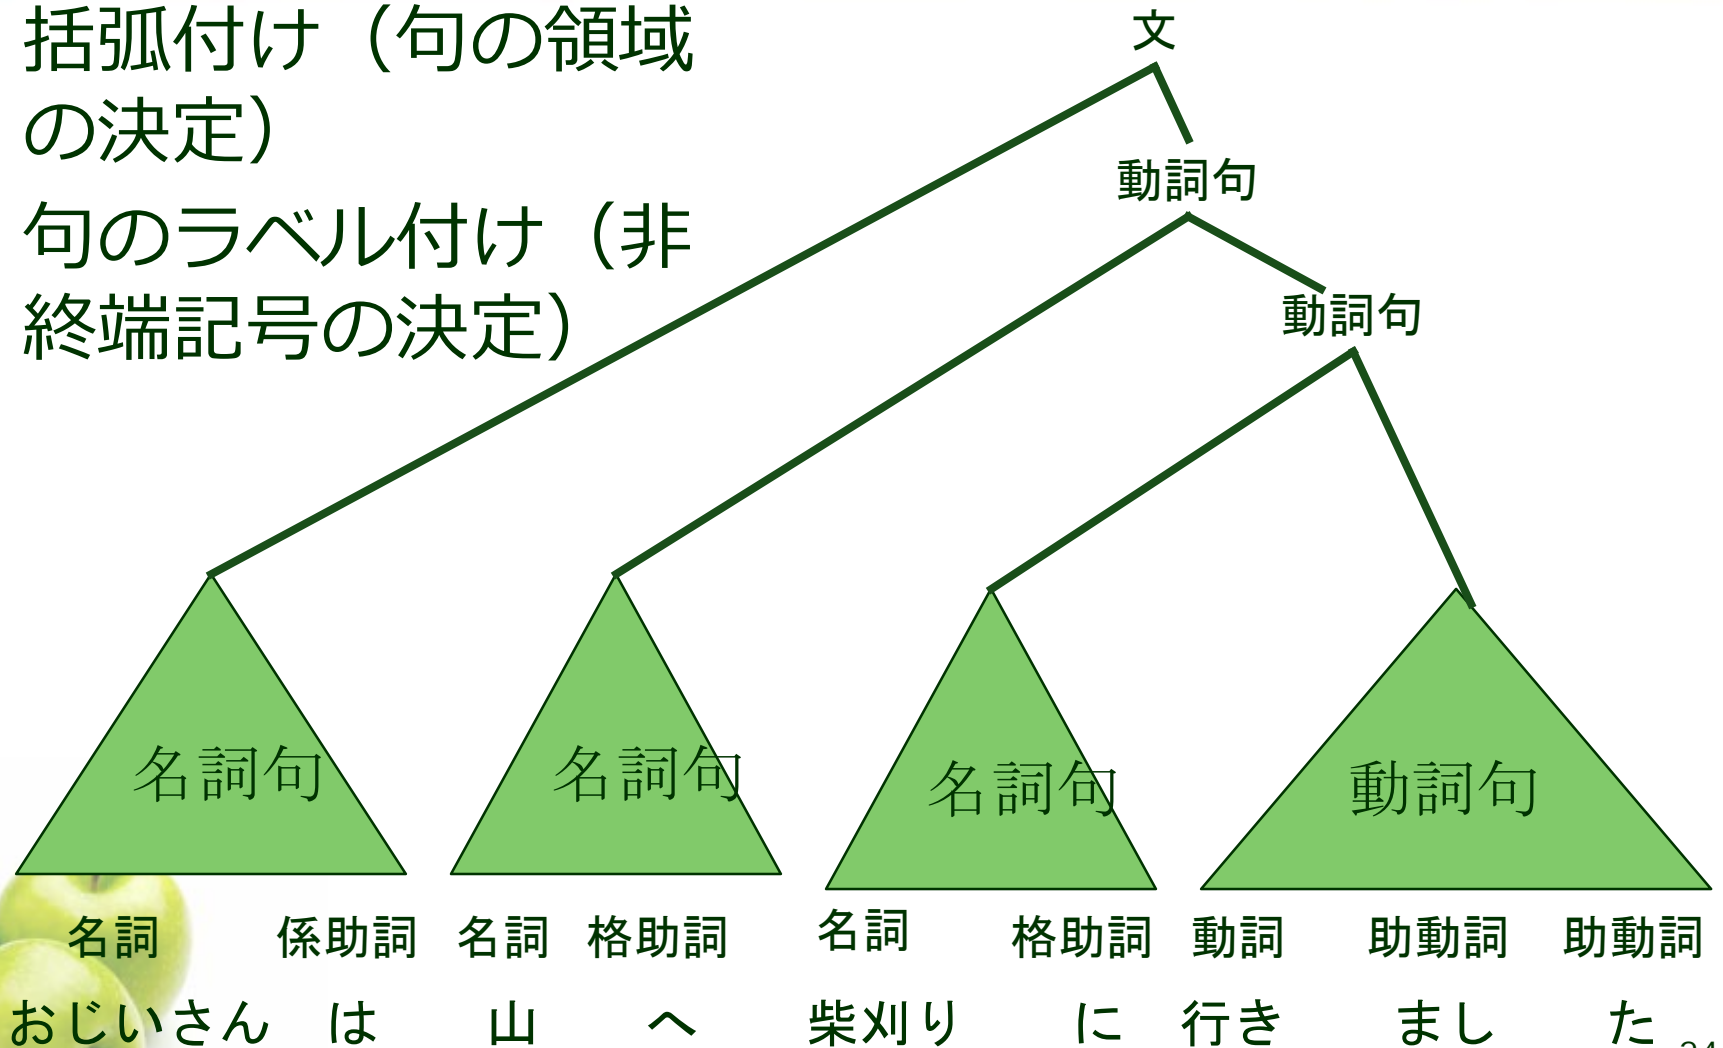 括弧付け（句の領域
の決定）
句のラベル付け（非
終端記号の決定）
文
動詞句
動詞句
名詞句 名詞句 名詞句 動詞句
名詞 係助詞 名詞 格助詞 名詞 格助詞 動詞 助動詞 助動詞
おじいさん は 山 へ 柴刈り に 行き まし た